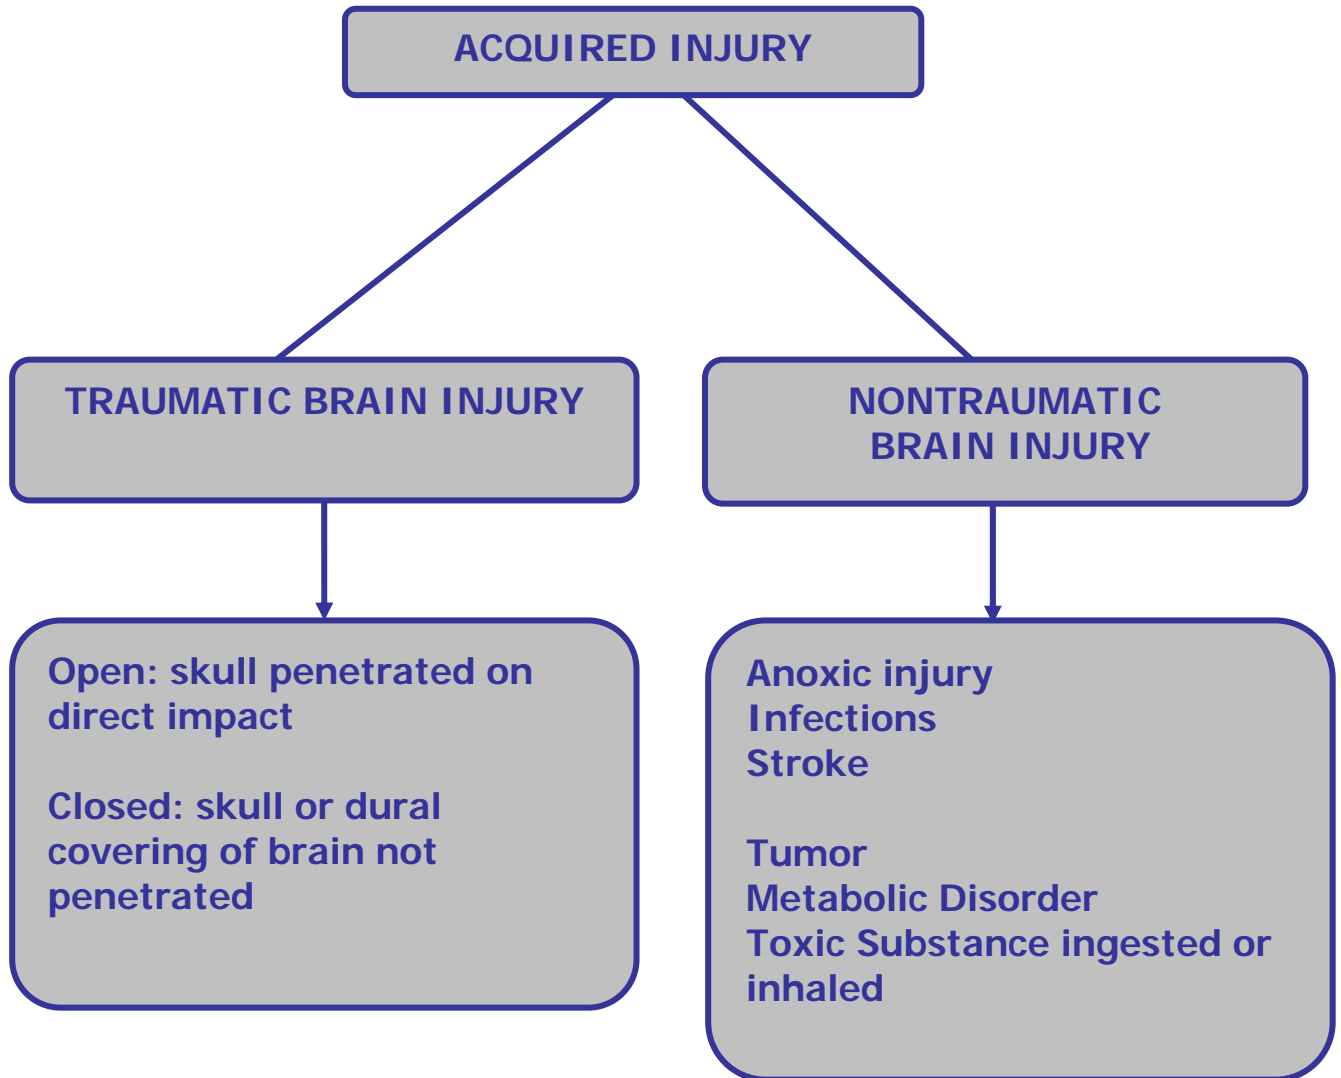 ACQUIRED INJURY
TRAUMATIC BRAIN INJURY
NONTRAUMATIC
BRAIN INJURY
Open: skull penetrated on
direct impact
Closed: skull or dural
covering of brain not
penetrated
Anoxic injury
Infections
Stroke
Tumor
Metabolic Disorder
Toxic Substance ingested or
inhaled